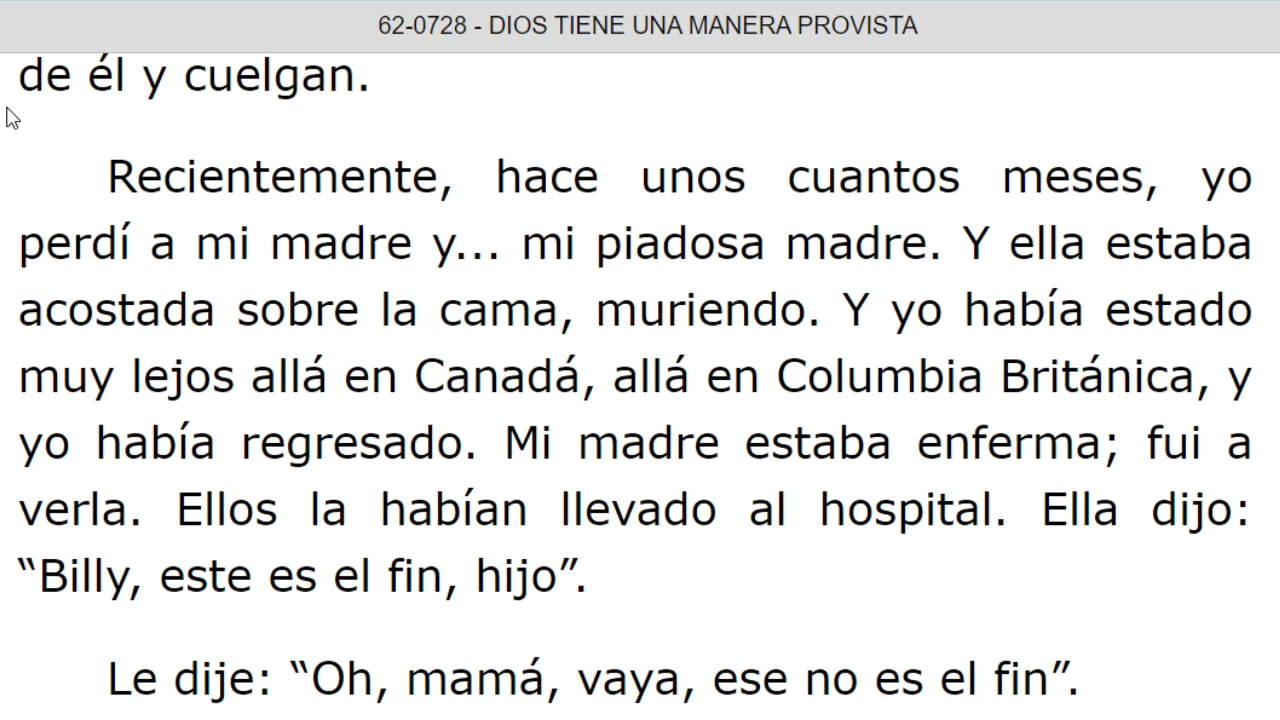 62-0728 - DIOS TIENE UNA MANERA PROVISTA
de él y cuelgan.
Recientemente, hace unos cuantos meses, yo
perdí a mi madre y... mi piadosa madre. Y ella estaba
acostada sobre la cama, muriendo. Y yo había estado
muy lejos allá en Canadá, allá en Columbia Británica, y
yo había regresado. Mi madre estaba enferma; fui a
verla. Ellos la habían llevado al hospital. Ella dijo:
“Billy, este es el fin, hijo”.
Le dije: “Oh, mamá, vaya, ese no es el fin”.